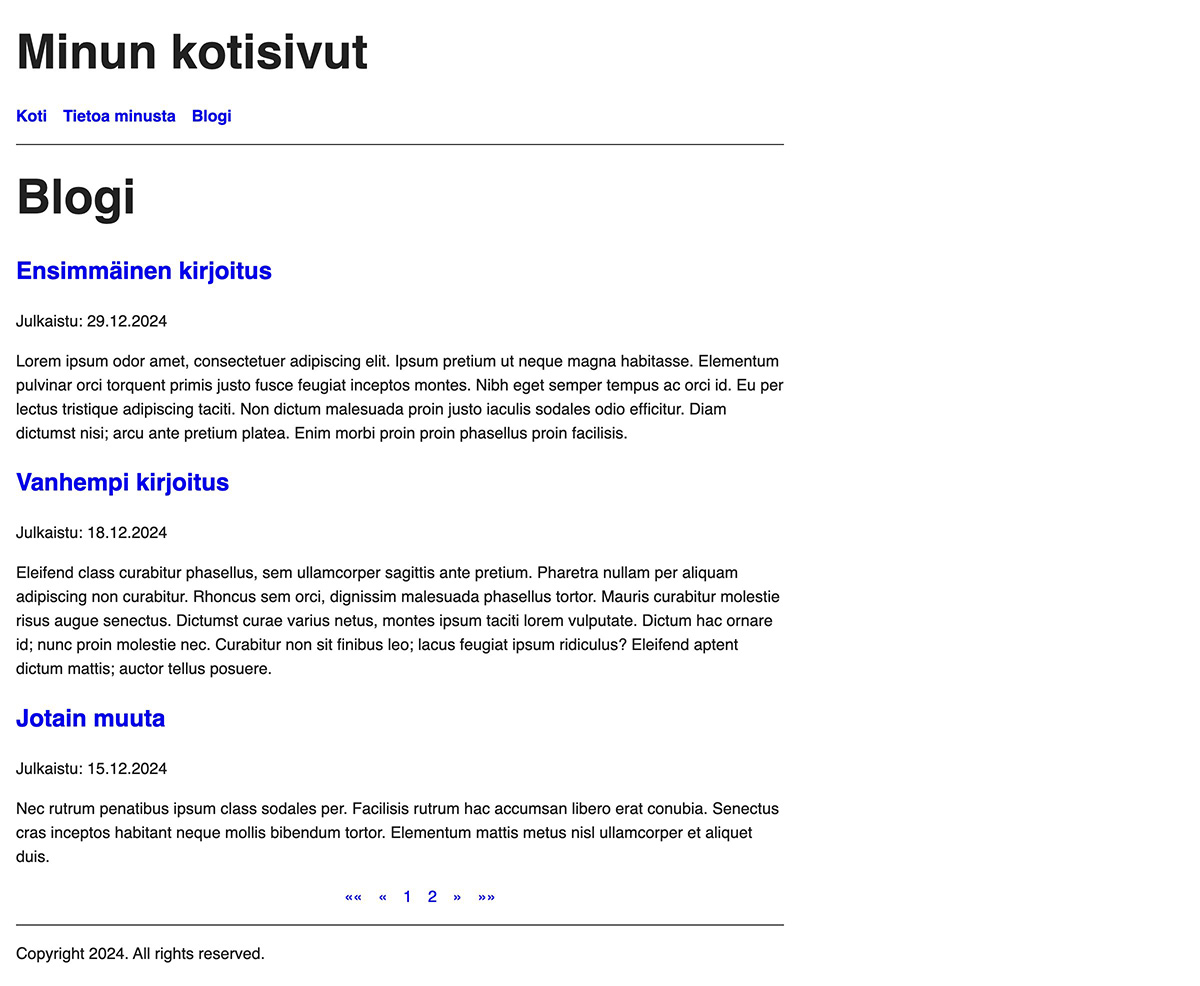 Minun kotisivut
Koti Tietoa minusta Blogi
Blogi
Ensimmäinen kirjoitus
Julkaistu: 29.12.2024
Lorem ipsum odor amet, consectetuer adipiscing elit. Ipsum pretium ut neque magna habitasse. Elementum
pulvinar orci torquent primis justo fusce feugiat inceptos montes. Nibh eget semper tempus ac orci id. Eu per
lectus tristique adipiscing taciti. Non dictum malesuada proin justo iaculis sodales odio efficitur. Diam
dictumst nisi; arcu ante pretium platea. Enim morbi proin proin phasellus proin facilisis.
Vanhempi kirjoitus
Julkaistu: 18.12.2024
Eleifend class curabitur phasellus, sem ullamcorper sagittis ante pretium. Pharetra nullam per aliquam
adipiscing non curabitur. Rhoncus sem orci, dignissim malesuada phasellus tortor. Mauris curabitur molestie
risus augue senectus. Dictumst curae varius netus, montes ipsum taciti lorem vulputate. Dictum hac ornare
id; nunc proin molestie nec. Curabitur non sit finibus leo; lacus feugiat ipsum ridiculus? Eleifend aptent
dictum mattis; auctor tellus posuere.
Jotain muuta
Julkaistu: 15.12.2024
Nec rutrum penatibus ipsum class sodales per. Facilisis rutrum hac accumsan libero erat conubia. Senectus
cras inceptos habitant neque mollis bibendum tortor. Elementum mattis metus nisl ullamcorper et aliquet
duis.
«« « 1 2 » »»
Copyright 2024. All rights reserved.